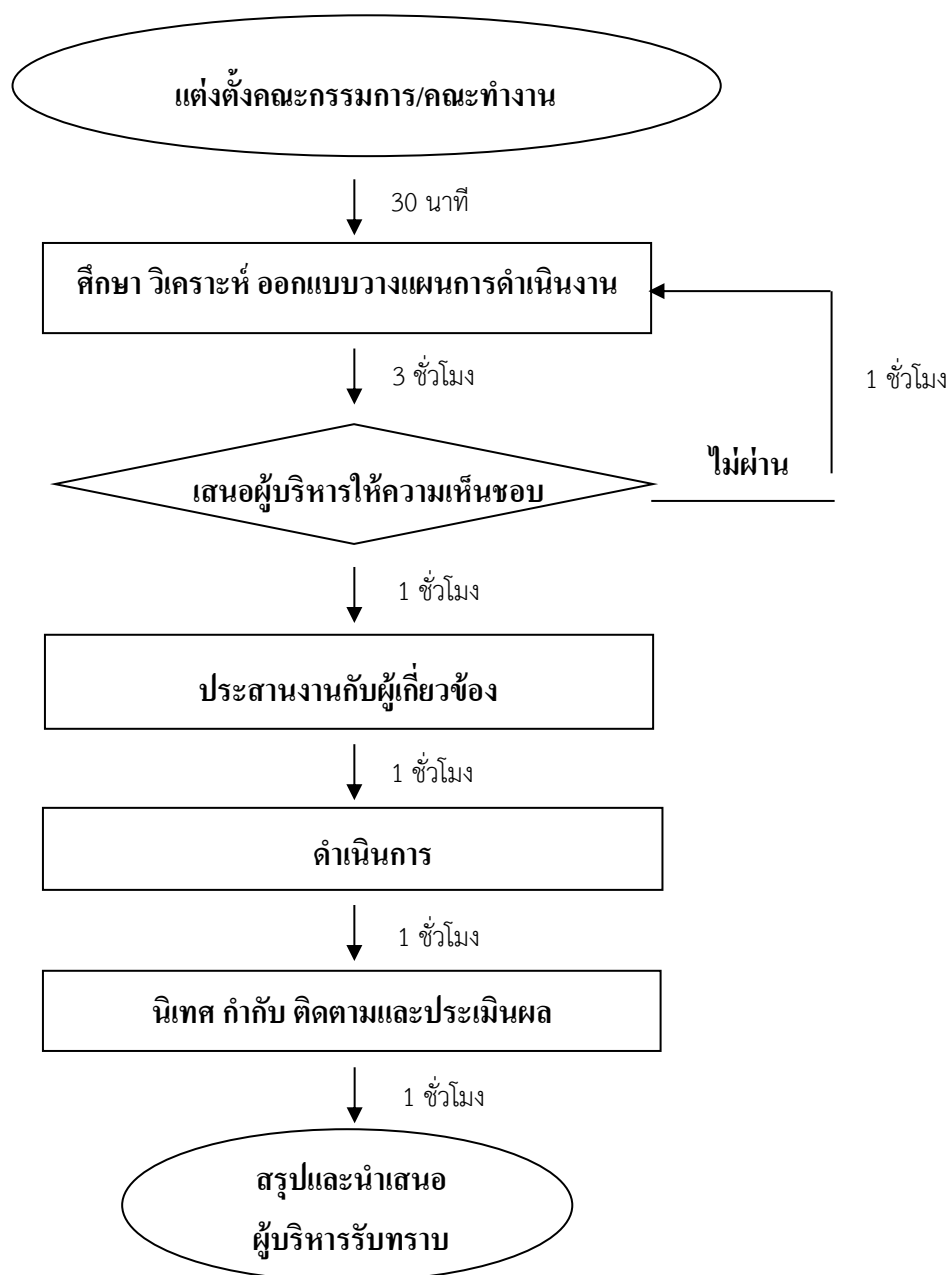 แต่งตั้งคณะกรรมการ/คณะทำงาน
30 นาที
ศึกษา วิเคราะห์ ออกแบบวางแผนการดำเนินงาน
3 ชั่วโมง
1 ชั่วโมง
ไม่ผ่าน
เสนอผู้บริหารให้ความเห็นชอบ
1 ชั่วโมง
ประสานงานกับผู้เกี่ยวข้อง
1 ชั่วโมง
ดำเนินการ
1 ชั่วโมง
นิเทศ กำกับ ติดตามและประเมินผล
1 ชั่วโมง
สรุปและนำเสนอ
ผู้บริหารรับทราบ